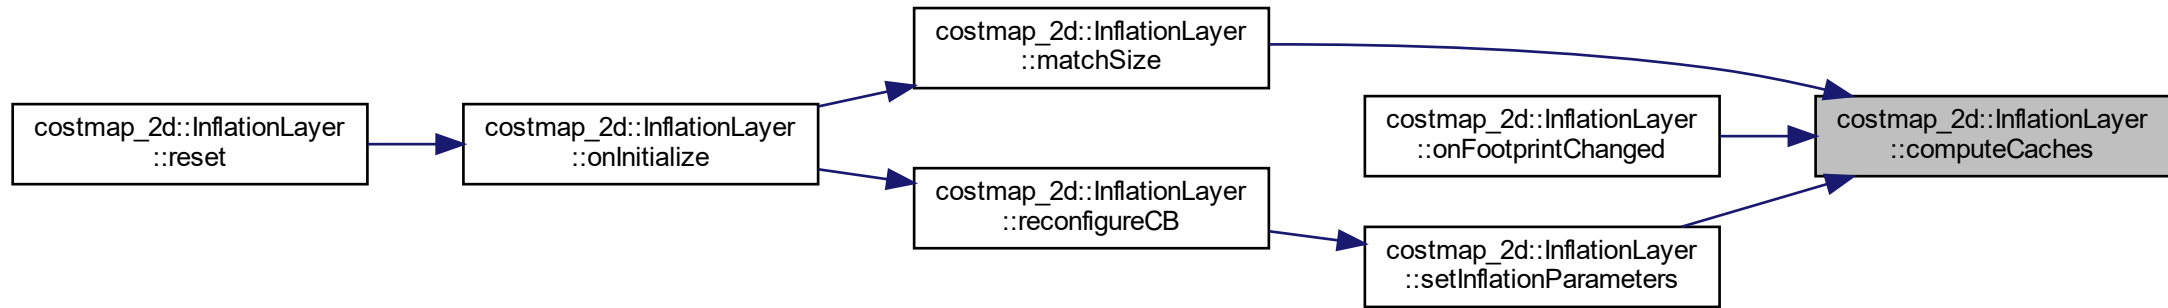 costmap_2d::InflationLayer
::reset
costmap_2d::InflationLayer
::onInitialize
costmap_2d::InflationLayer
::matchSize
costmap_2d::InflationLayer
::reconfigureCB
costmap_2d::InflationLayer
::onFootprintChanged
costmap_2d::InflationLayer
::setInflationParameters
costmap_2d::InflationLayer
::computeCaches